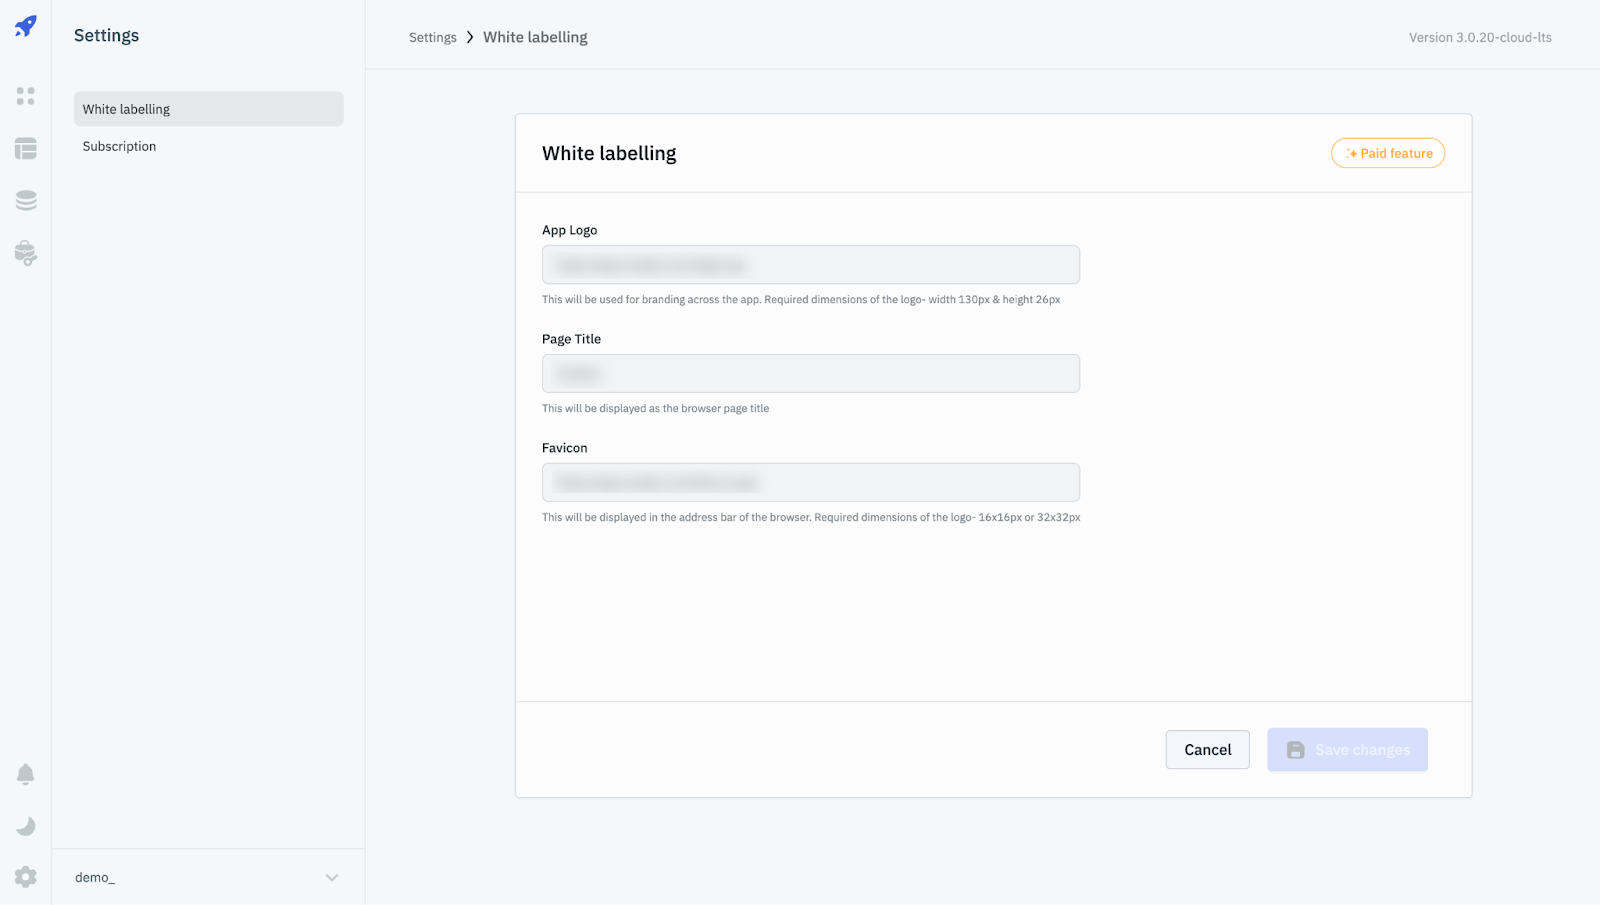 Settings
White labelling
Subscription
demo_
Settings > White labelling
Version 3.0.20-cloud-lts
White labelling
Paid feature
App Logo
This will be used for branding across the app. Required dimensions of the logo- width 130px & height 26px
Page Title
This will be displayed as the browser page title
Favicon
This will be displayed in the address bar of the browser. Required dimensions of the logo- 16x16px or 32x32px
Cancel
Save changes